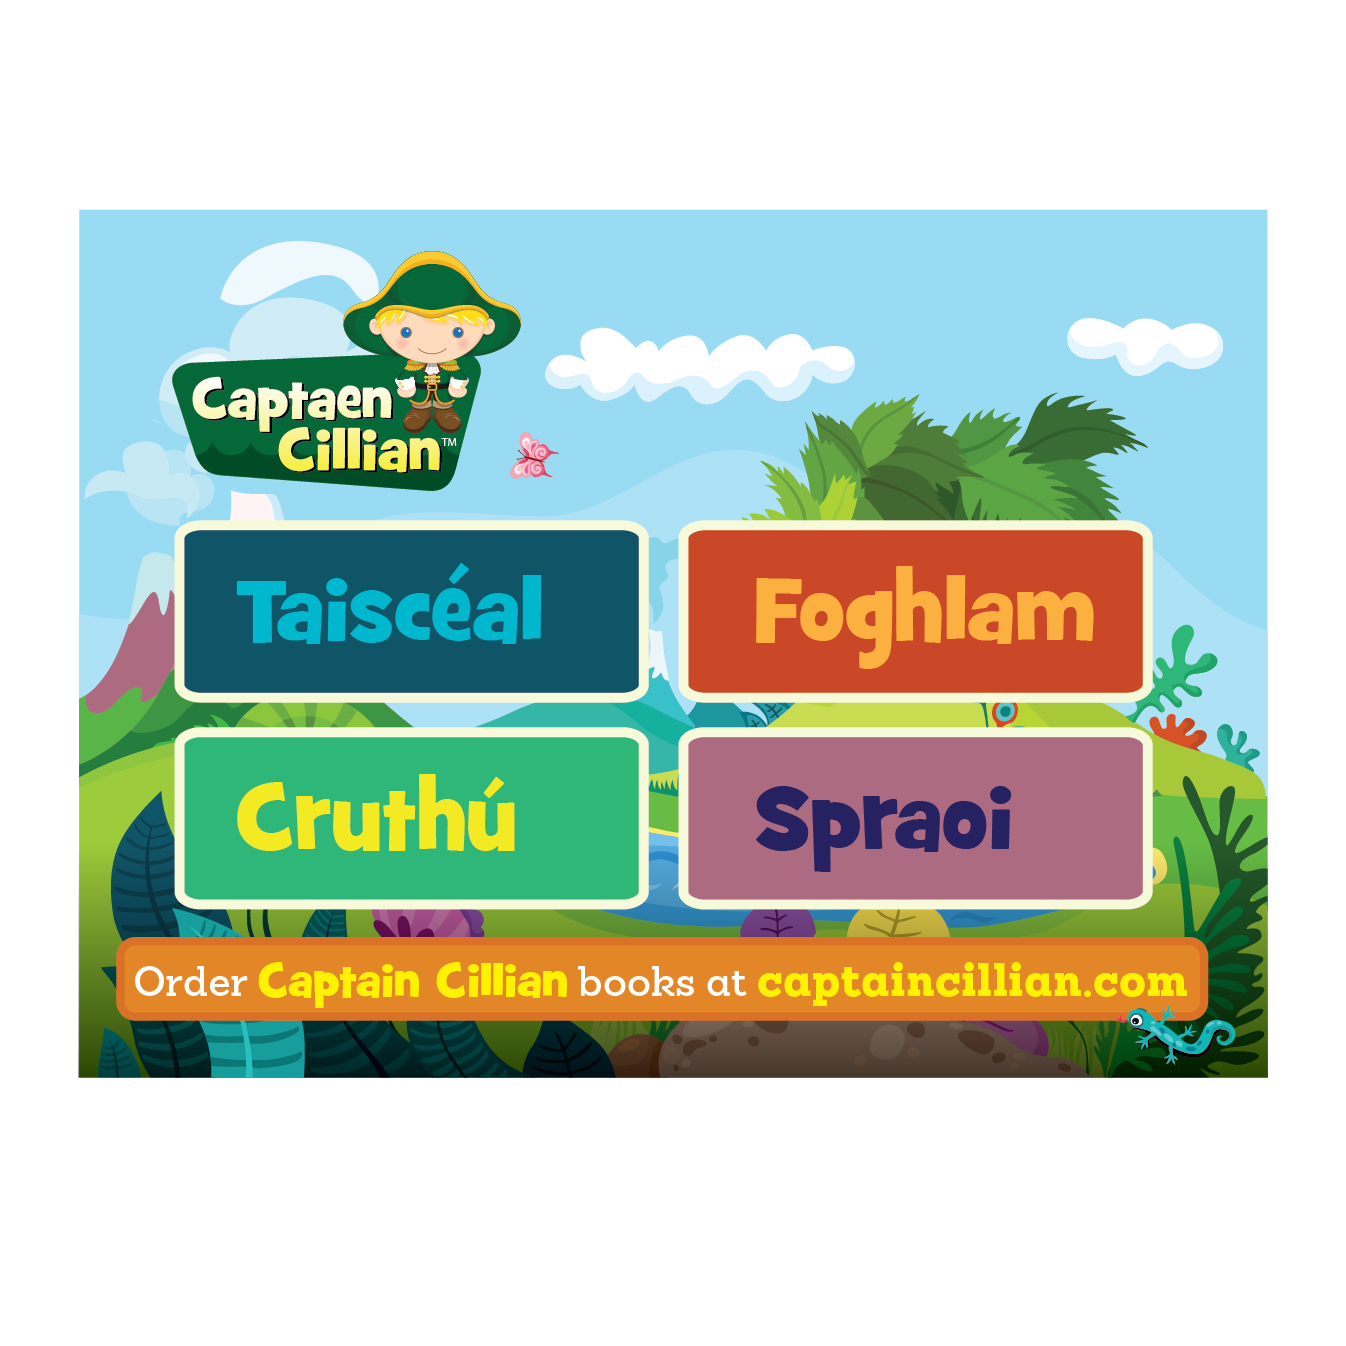 Captaen
Cillian™
Taiscéal
Foghlam
Cruthú
Spraoi
Order Captain Cillian books at captaincillian.com